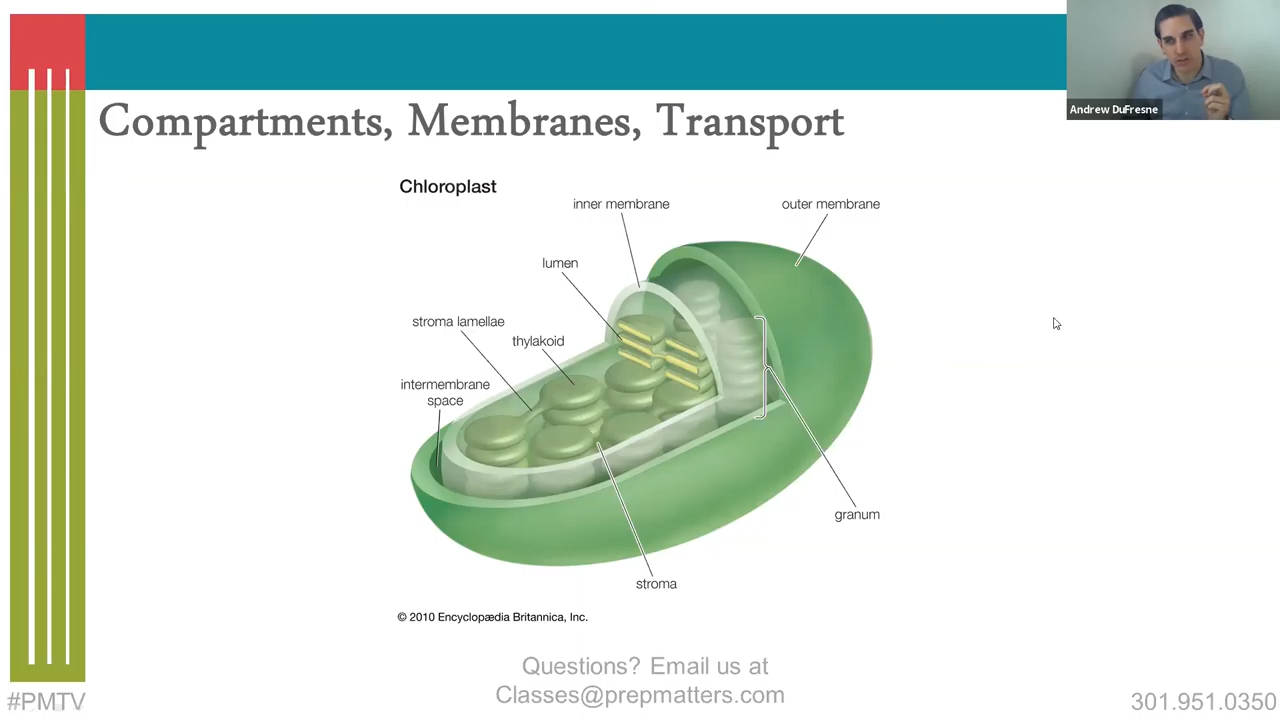 Andrew DuFresne
Compartments, Membranes, Transport
Chloroplast
inner membrane
outer membrane
lumen
stroma lamellae
thylakoid
intermembrane
space
granum
stroma
© 2010 Encyclopædia Britannica, Inc.
Questions? Email us at
Classes@prepmatters.com
#PMTV
301.951.0350